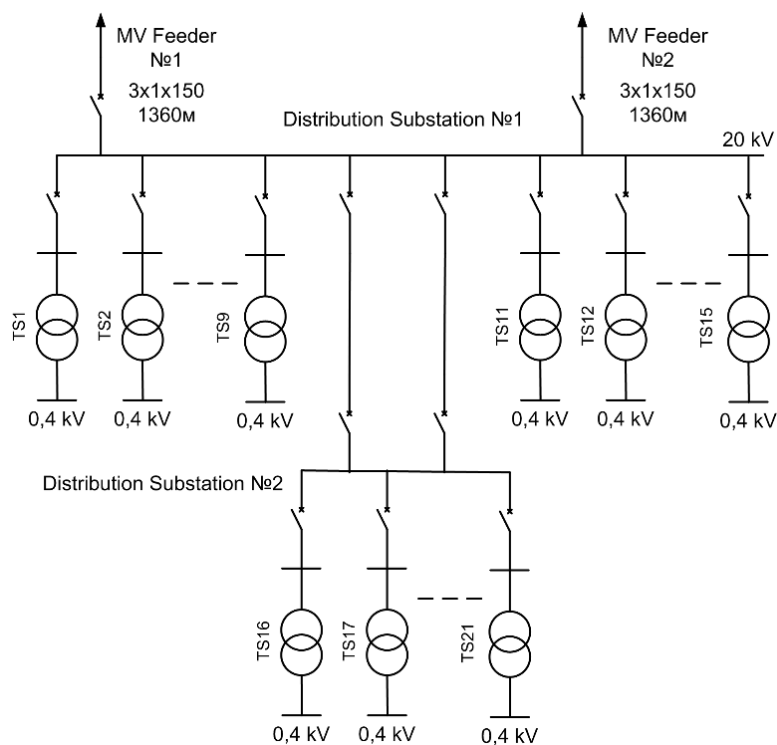 MV Feeder
№1
3x1x150
1360м
MV Feeder
№2
3x1x150
1360м
Distribution Substation №1
20 kV
TS1
TS2
TS9
TS11
TS12
TS15
0,4 kV
0,4 kV
0,4 kV
0,4 kV
0,4 kV
0,4 kV
Distribution Substation №2
TS16
TS17
TS21
0,4 kV
0,4 kV
0,4 kV